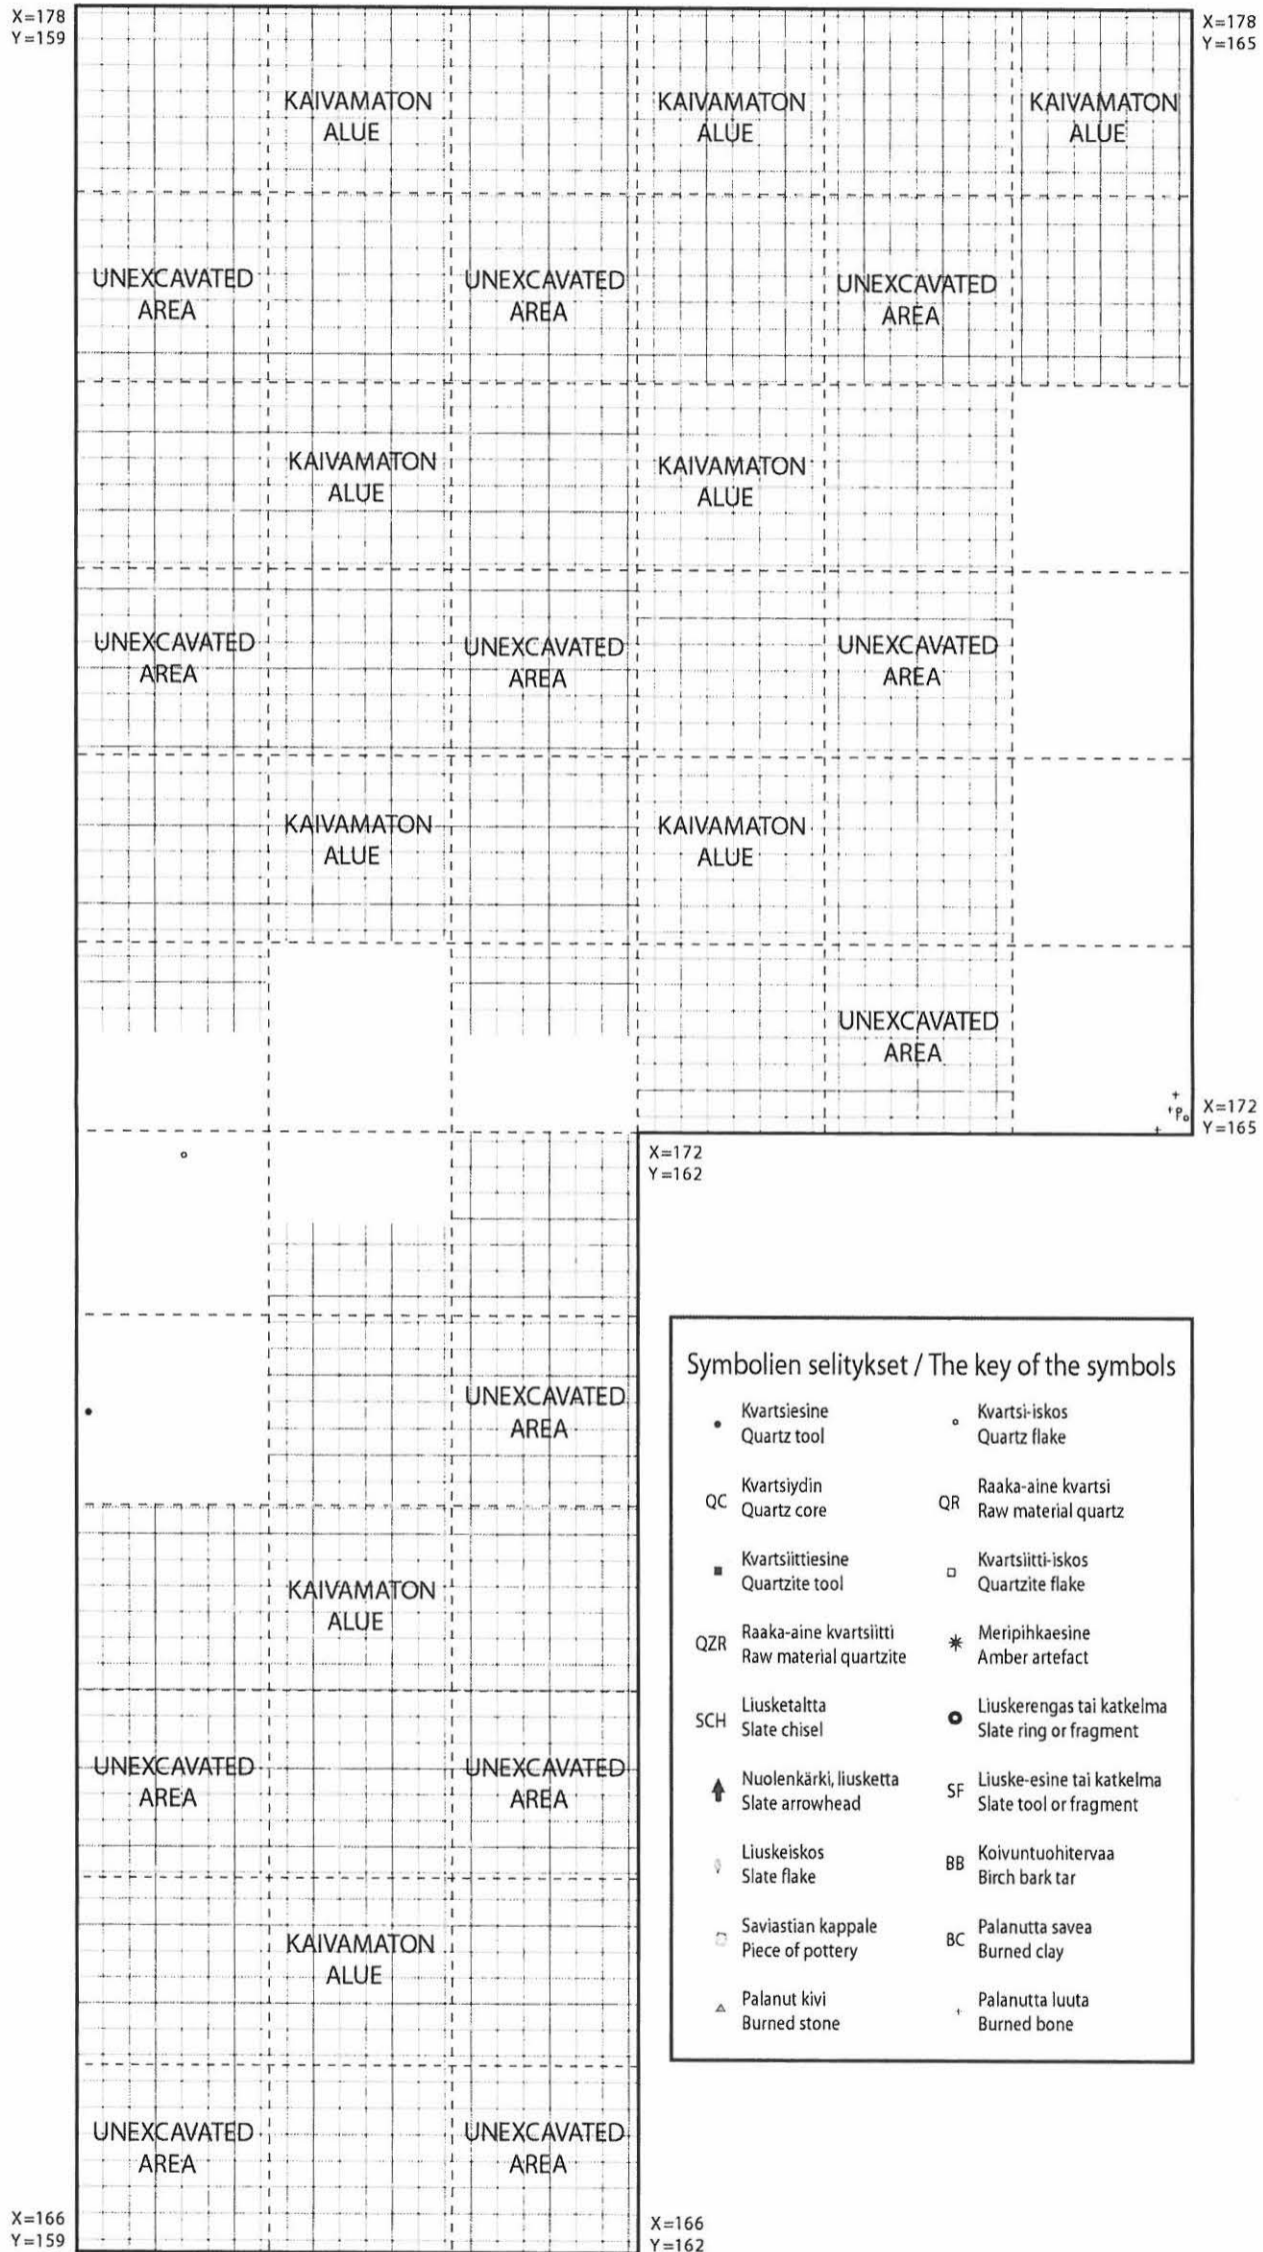 X=178
Y=159
X=178
Y=165
KAIVAMATON
ALUE
KAIVAMATON
ALUE
KAIVAMATON
ALUE
UNEXCAVATED
AREA
UNEXCAVATED
AREA
UNEXCAVATED
AREA
KAIVAMATON
ALUE
KAIVAMATON
ALUE
UNEXCAVATED
AREA
UNEXCAVATED
AREA
UNEXCAVATED
AREA
KAIVAMATON
ALUE
KAIVAMATON
ALUE
UNEXCAVATED
AREA
X=172
Y=165
X=172
Y=162
UNEXCAVATED
AREA
KAIVAMATON
ALUE
UNEXCAVATED
AREA
UNEXCAVATED
AREA
KAIVAMATON
ALUE
UNEXCAVATED
AREA
UNEXCAVATED
AREA
X=166
Y=159
X=166
Y=162
Symbolien selitykset / The key of the symbols
Kvartsiesine
Quartz tool
Kvartsi-iskos
Quartz flake
QC Kvartsiydin
Quartz core
QR Raaka-aine kvartsi
Raw material quartz
Kvartsiittiesine
Quartzite tool
Kvartsiitti-iskos
Quartzite flake
QZR Raaka-aine kvartsiitti
Raw material quartzite
Meripihkaesine
Amber artefact
SCH Liusketaltta
Slate chisel
Liuskerengas tai katkelma
Slate ring or fragment
Nuolenkärki, liusketta
Slate arrowhead
SF Liuske-esine tai katkelma
Slate tool or fragment
Liuskeiskos
Slate flake
BB Koivuntuohitervaa
Birch bark tar
Saviastian kappale
Piece of pottery
BC Palanutta savea
Burned clay
Palanut kivi
Burned stone
Palanutta luuta
Burned bone